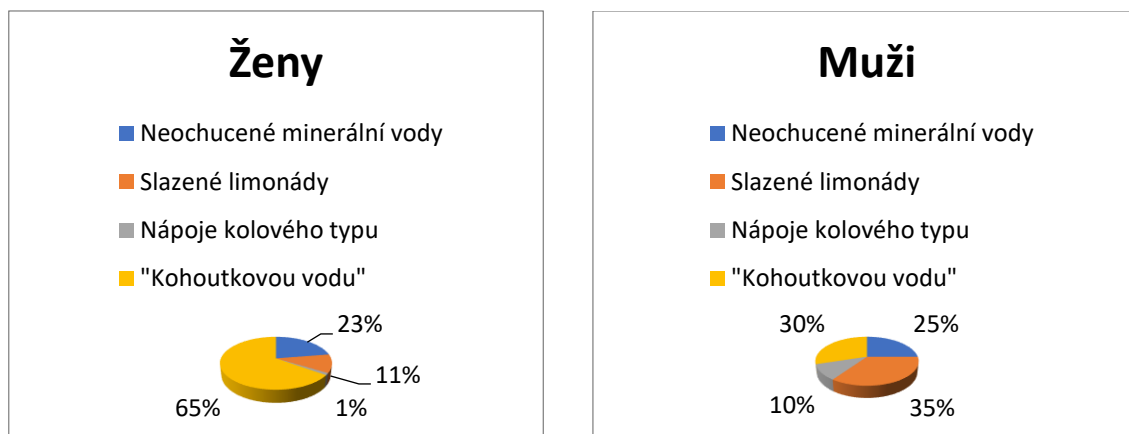 Ženy
Neochucené minerální vody
Slazené limonády
Nápoje kolového typu
"Kohoutkovou vodu"
23%
11%
65%
1%
Muži
Neochucené minerální vody
Slazené limonády
Nápoje kolového typu
"Kohoutkovou vodu"
30%
25%
10%
35%